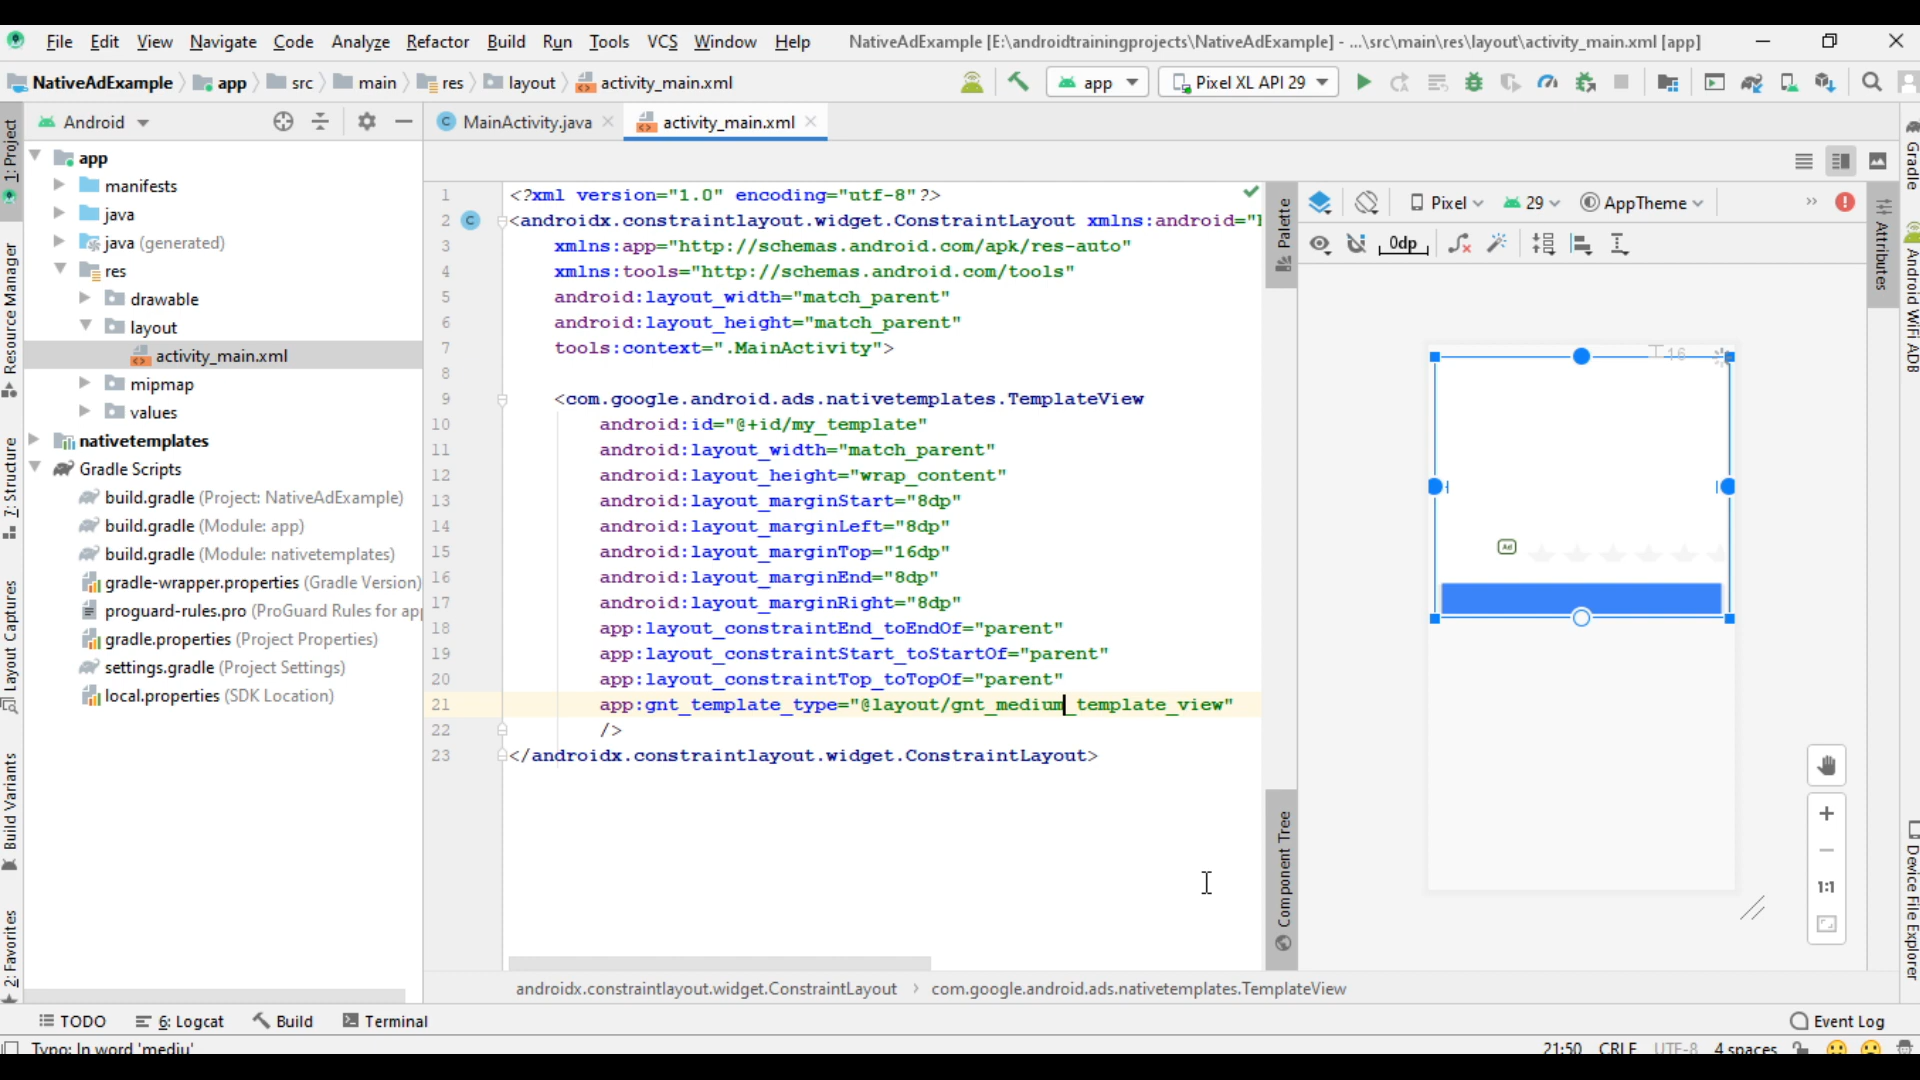 File Edit View Navigate Code Analyze Refactor Build Run Tools VCS Window Help NativeAdExample [E:\androidtrainingprojects\NativeAdExample] - ...\src\main\res\layout\activity_main.xml [app]
NativeAdExample app src main res layout activity_main.xml app Pixel XL API 29
Android MainActivity.java activity_main.xml
app
manifests
java
java (generated)
res
drawable
layout
activity_main.xml
mipmap
values
nativetemplates
Gradle Scripts
build.gradle (Project: NativeAdExample)
build.gradle (Module: app)
build.gradle (Module: nativetemplates)
gradle-wrapper.properties (Gradle Version)
proguard-rules.pro (ProGuard Rules for app
gradle.properties (Project Properties)
settings.gradle (Project Settings)
local.properties (SDK Location)
1: Project
Resource Manager
7: Structure
Layout Captures
Build Variants
2: Favorites
1 <?xml version="1.0" encoding="utf-8"?>
2 <androidx.constraintlayout.widget.ConstraintLayout xmlns:android="
3 xmlns:app="http://schemas.android.com/apk/res-auto"
4 xmlns:tools="http://schemas.android.com/tools"
5 android:layout_width="match_parent"
6 android:layout_height="match_parent"
7 tools:context=".MainActivity">
8
9 <com.google.android.ads.nativetemplates.TemplateView
10 android:id="@+id/my_template"
11 android:layout_width="match_parent"
12 android:layout_height="wrap_content"
13 android:layout_marginStart="8dp"
14 android:layout_marginLeft="8dp"
15 android:layout_marginTop="16dp"
16 android:layout_marginEnd="8dp"
17 android:layout_marginRight="8dp"
18 app:layout_constraintEnd_toEndOf="parent"
19 app:layout_constraintStart_toStartOf="parent"
20 app:layout_constraintTop_toTopOf="parent"
21 app:gnt_template_type="@layout/gnt_medium_template_view"
22 />
23 </androidx.constraintlayout.widget.ConstraintLayout>
androidx.constraintlayout.widget.ConstraintLayout › com.google.android.ads.nativetemplates.TemplateView
Palette
Component Tree
Pixel 29 AppTheme
0dp
16
Ad
1:1
Attributes
Gradle
Android WiFi ADB
Device File Explorer
TODO 6: Logcat Build Terminal Event Log
Typo: In word 'mediu' 21:50 CRLF UTF-8 4 spaces